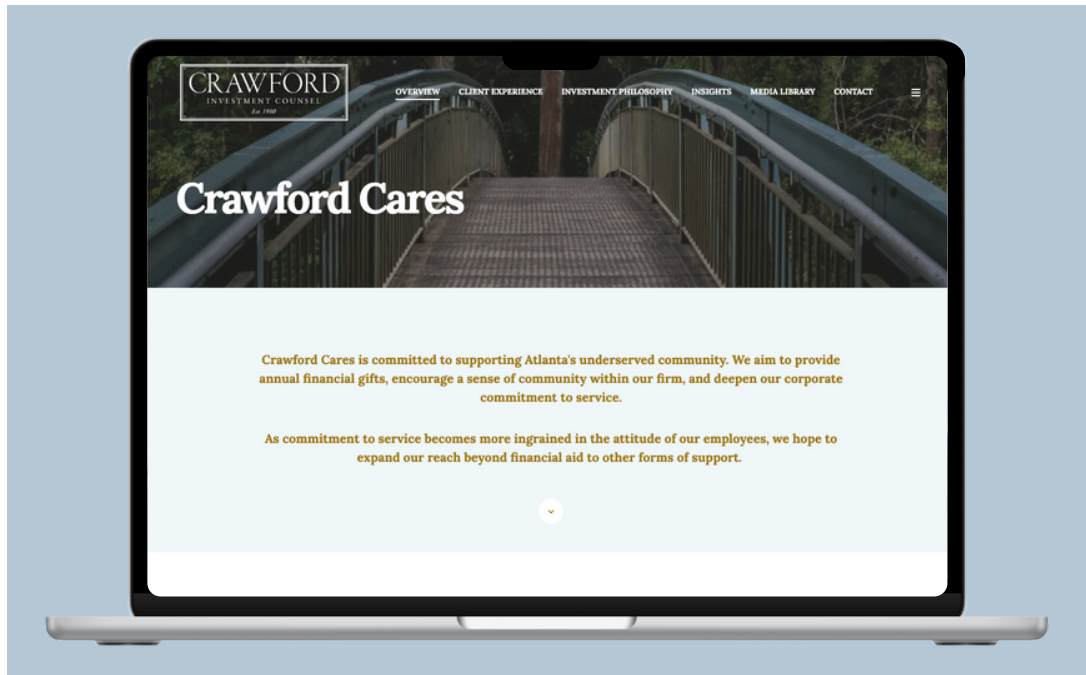 CRAWFORD
INVESTMENT COUNSEL
Est. 1980
OVERVIEW CLIENT EXPERIENCE INVESTMENT PHILOSOPHY INSIGHTS MEDIA LIBRARY CONTACT
Crawford Cares
Crawford Cares is committed to supporting Atlanta's underserved community. We aim to provide
annual financial gifts, encourage a sense of community within our firm, and deepen our corporate
commitment to service.
As commitment to service becomes more ingrained in the attitude of our employees, we hope to
expand our reach beyond financial aid to other forms of support.